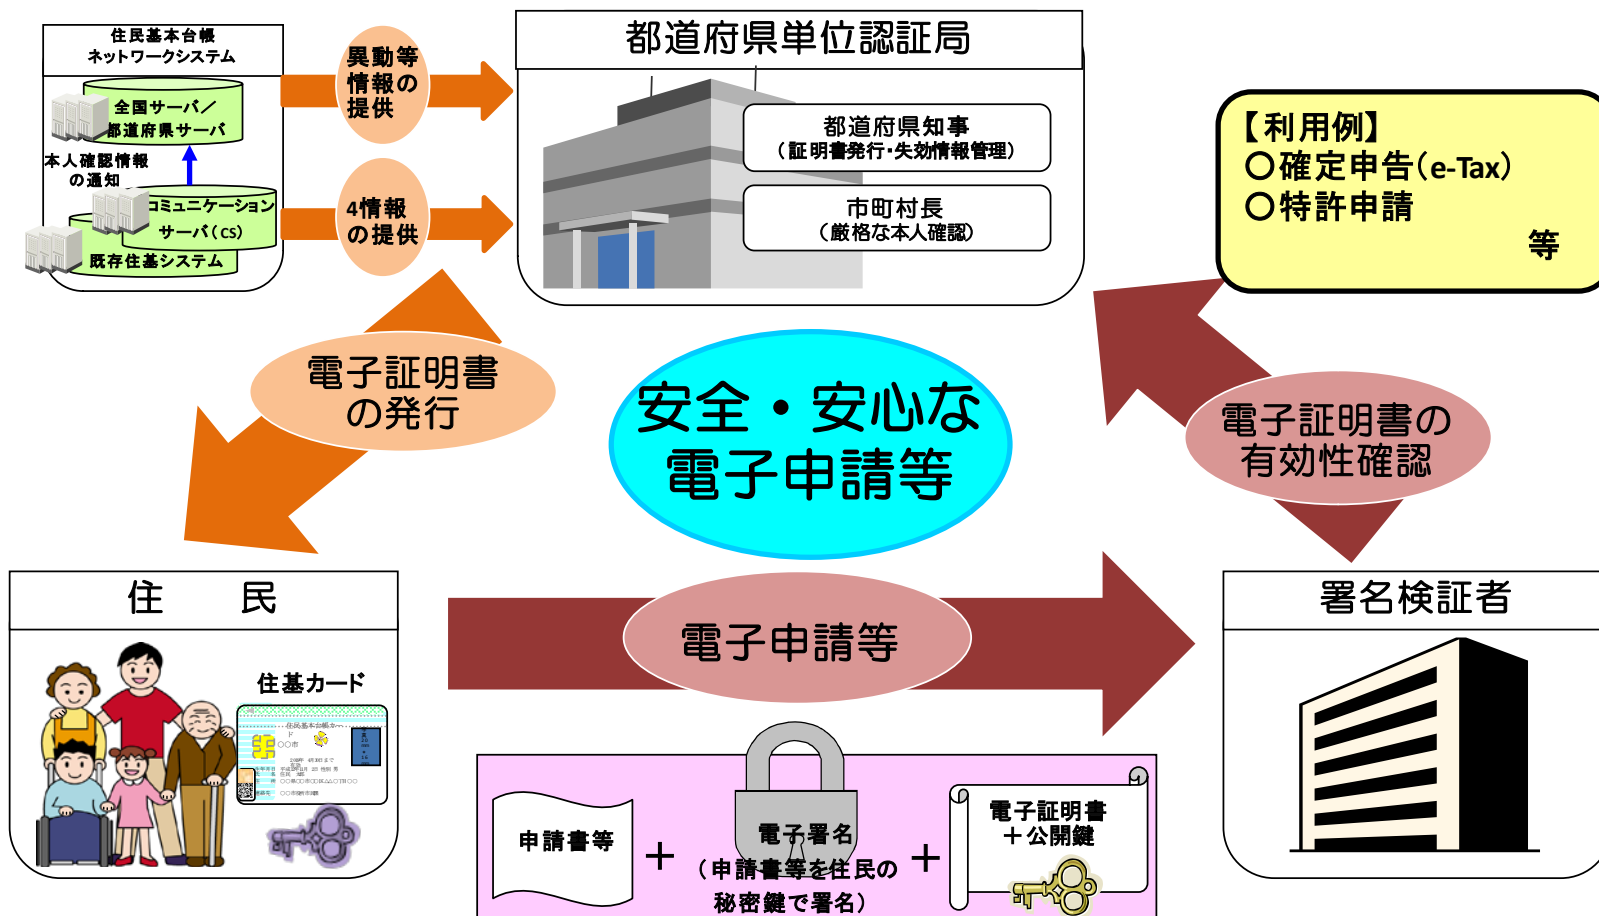 住民基本台帳
ネットワークシステム
全国サーバ／
都道府県サーバ
本人確認情報
の通知
コミュニケーション
サーバ（CS）
既存住基システム
異動等
情報の
提供
4情報
の提供
都道府県単位認証局
都道府県知事
（証明書発行・失効情報管理）
市町村長
（厳格な本人確認）
【利用例】
○確定申告（e-Tax）
○特許申請
等
電子証明書
の発行
安全・安心な
電子申請等
電子証明書の
有効性確認
住　　民
住基カード
住民基本台帳カー
ド
○○市
電子申請等
署名検証者
申請書等
＋
電子署名
（申請書等を住民の
秘密鍵で署名）
＋
電子証明書
＋公開鍵